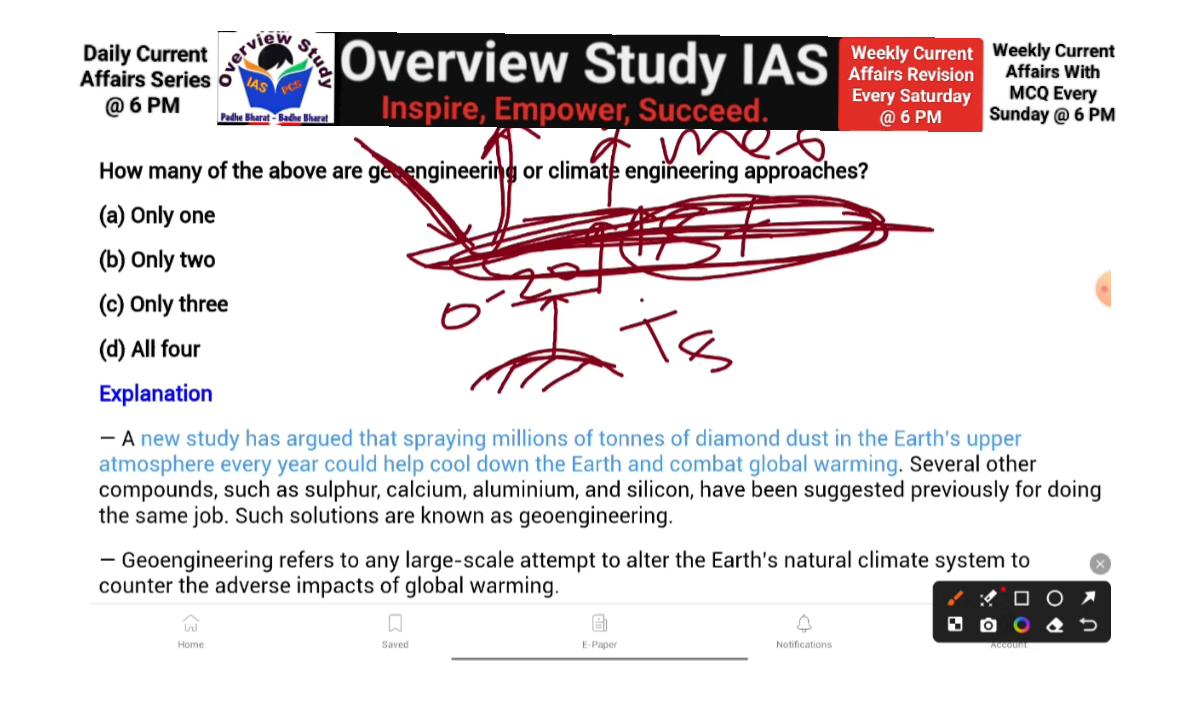 Daily Current
Affairs Series
@ 6 PM
Overview Study
IAS PCS
Padhe Bharat - Badhe Bharat
Overview Study IAS
Inspire, Empower, Succeed.
Weekly Current
Affairs Revision
Every Saturday
@ 6 PM
Weekly Current
Affairs With
MCQ Every
Sunday @ 6 PM
How many of the above are geoengineering or climate engineering approaches?
(a) Only one
(b) Only two
(c) Only three
(d) All four
0-20
Explanation
— A new study has argued that spraying millions of tonnes of diamond dust in the Earth's upper
atmosphere every year could help cool down the Earth and combat global warming. Several other
compounds, such as sulphur, calcium, aluminium, and silicon, have been suggested previously for doing
the same job. Such solutions are known as geoengineering.
— Geoengineering refers to any large-scale attempt to alter the Earth's natural climate system to
counter the adverse impacts of global warming.
Home
Saved
E-Paper
Notifications
Account